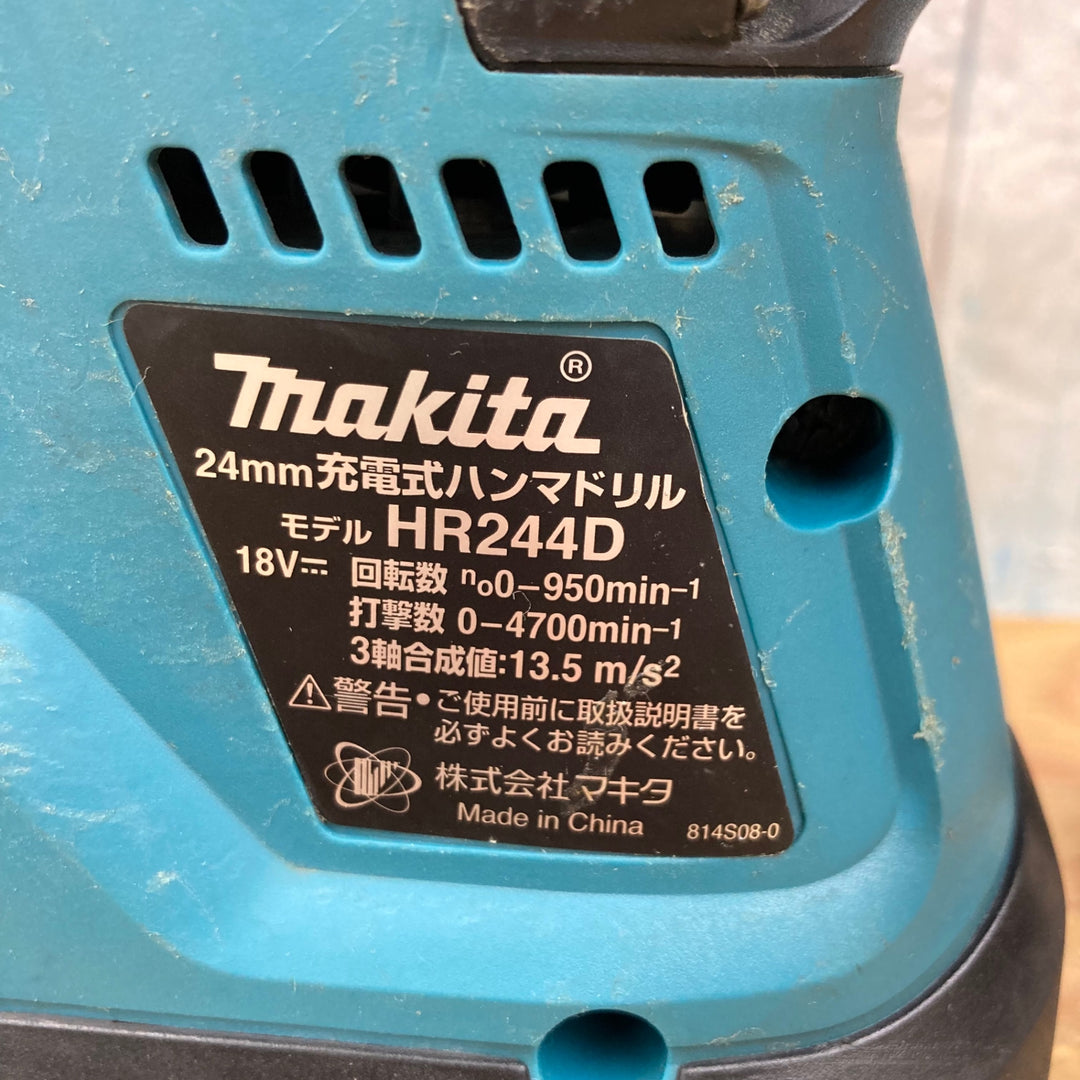 makita®
24mm充電式ハンマドリル
モデル HR244D
18V⎓ 回転数 no0−950min−1
打撃数 0−4700min−1
3軸合成値:13.5 m/s2
⚠警告・ご使用前に取扱説明書を
必ずよくお読みください。
株式会社 マキタ
Made in China 814S08-0